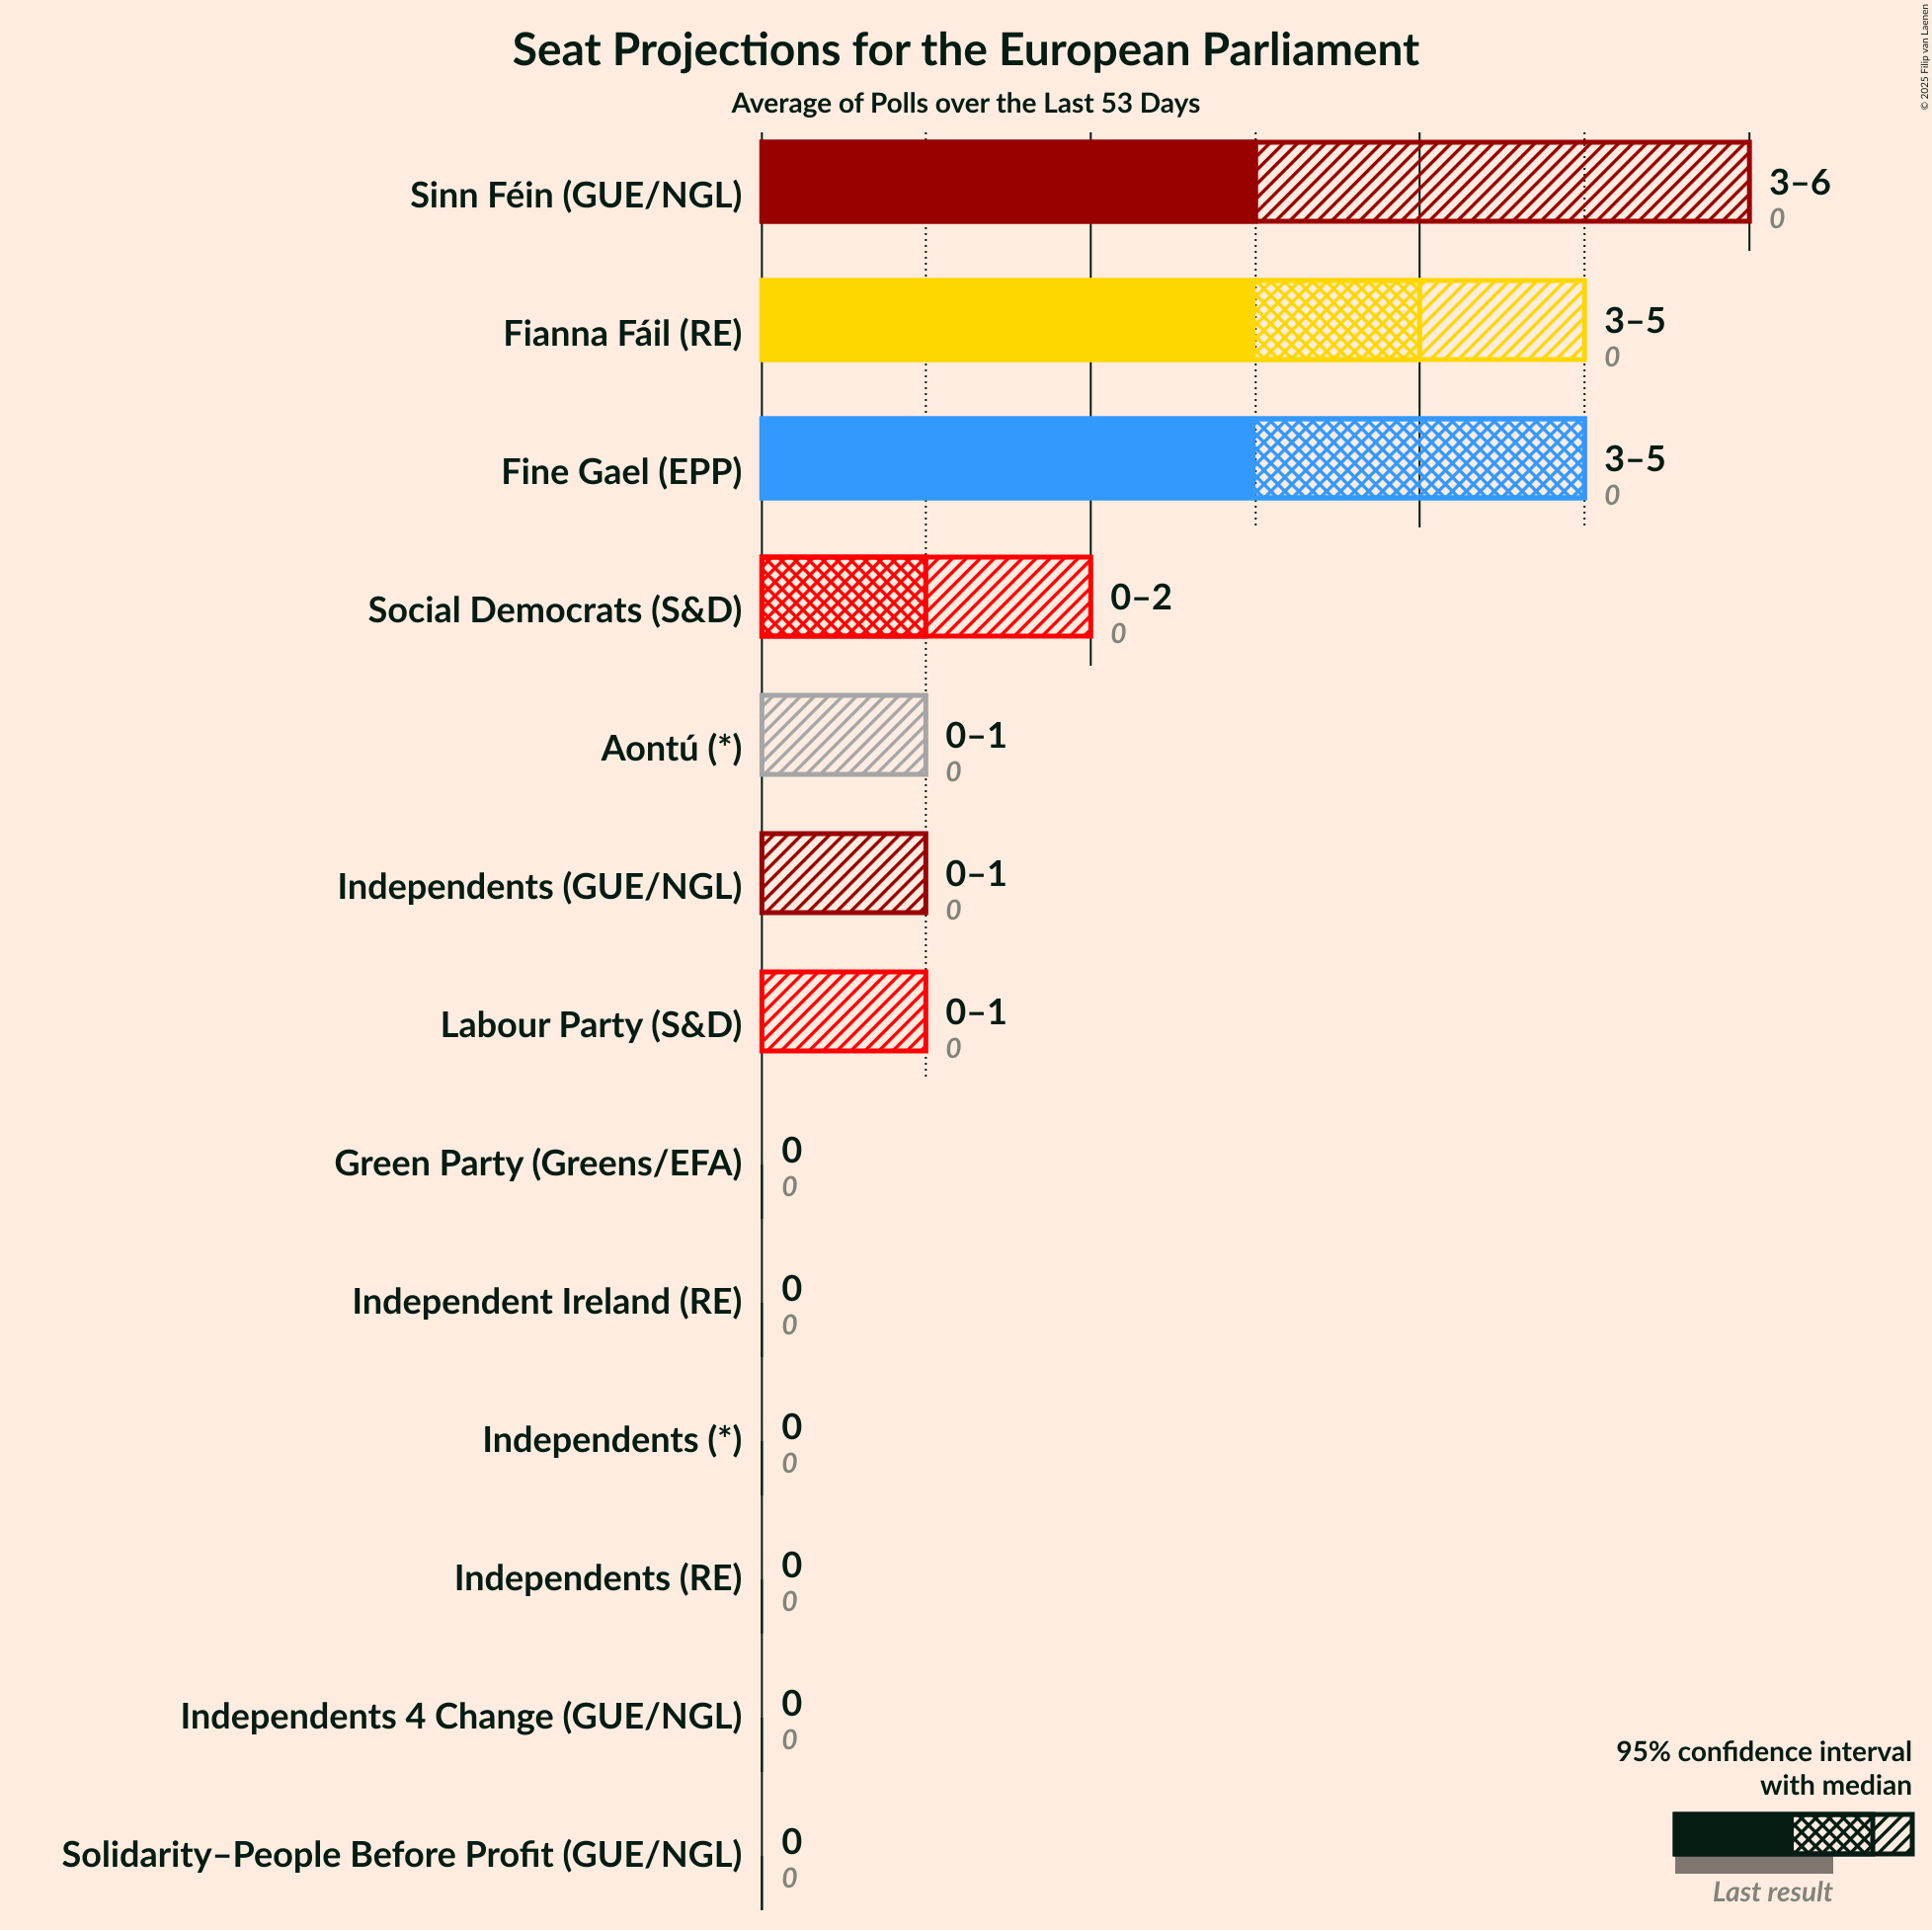 Seat Projections for the European Parliament
Average of Polls over the Last 53 Days
© 2025 Filip van Laenen
Sinn Féin (GUE/NGL)
3–6
0
Fianna Fáil (RE)
3–5
0
Fine Gael (EPP)
3–5
0
Social Democrats (S&D)
0–2
0
Aontú (*)
0–1
0
Independents (GUE/NGL)
0–1
0
Labour Party (S&D)
0–1
0
Green Party (Greens/EFA)
0
0
Independent Ireland (RE)
0
0
Independents (*)
0
0
Independents (RE)
0
0
Independents 4 Change (GUE/NGL)
0
0
Solidarity–People Before Profit (GUE/NGL)
0
0
95% confidence interval
with median
Last result